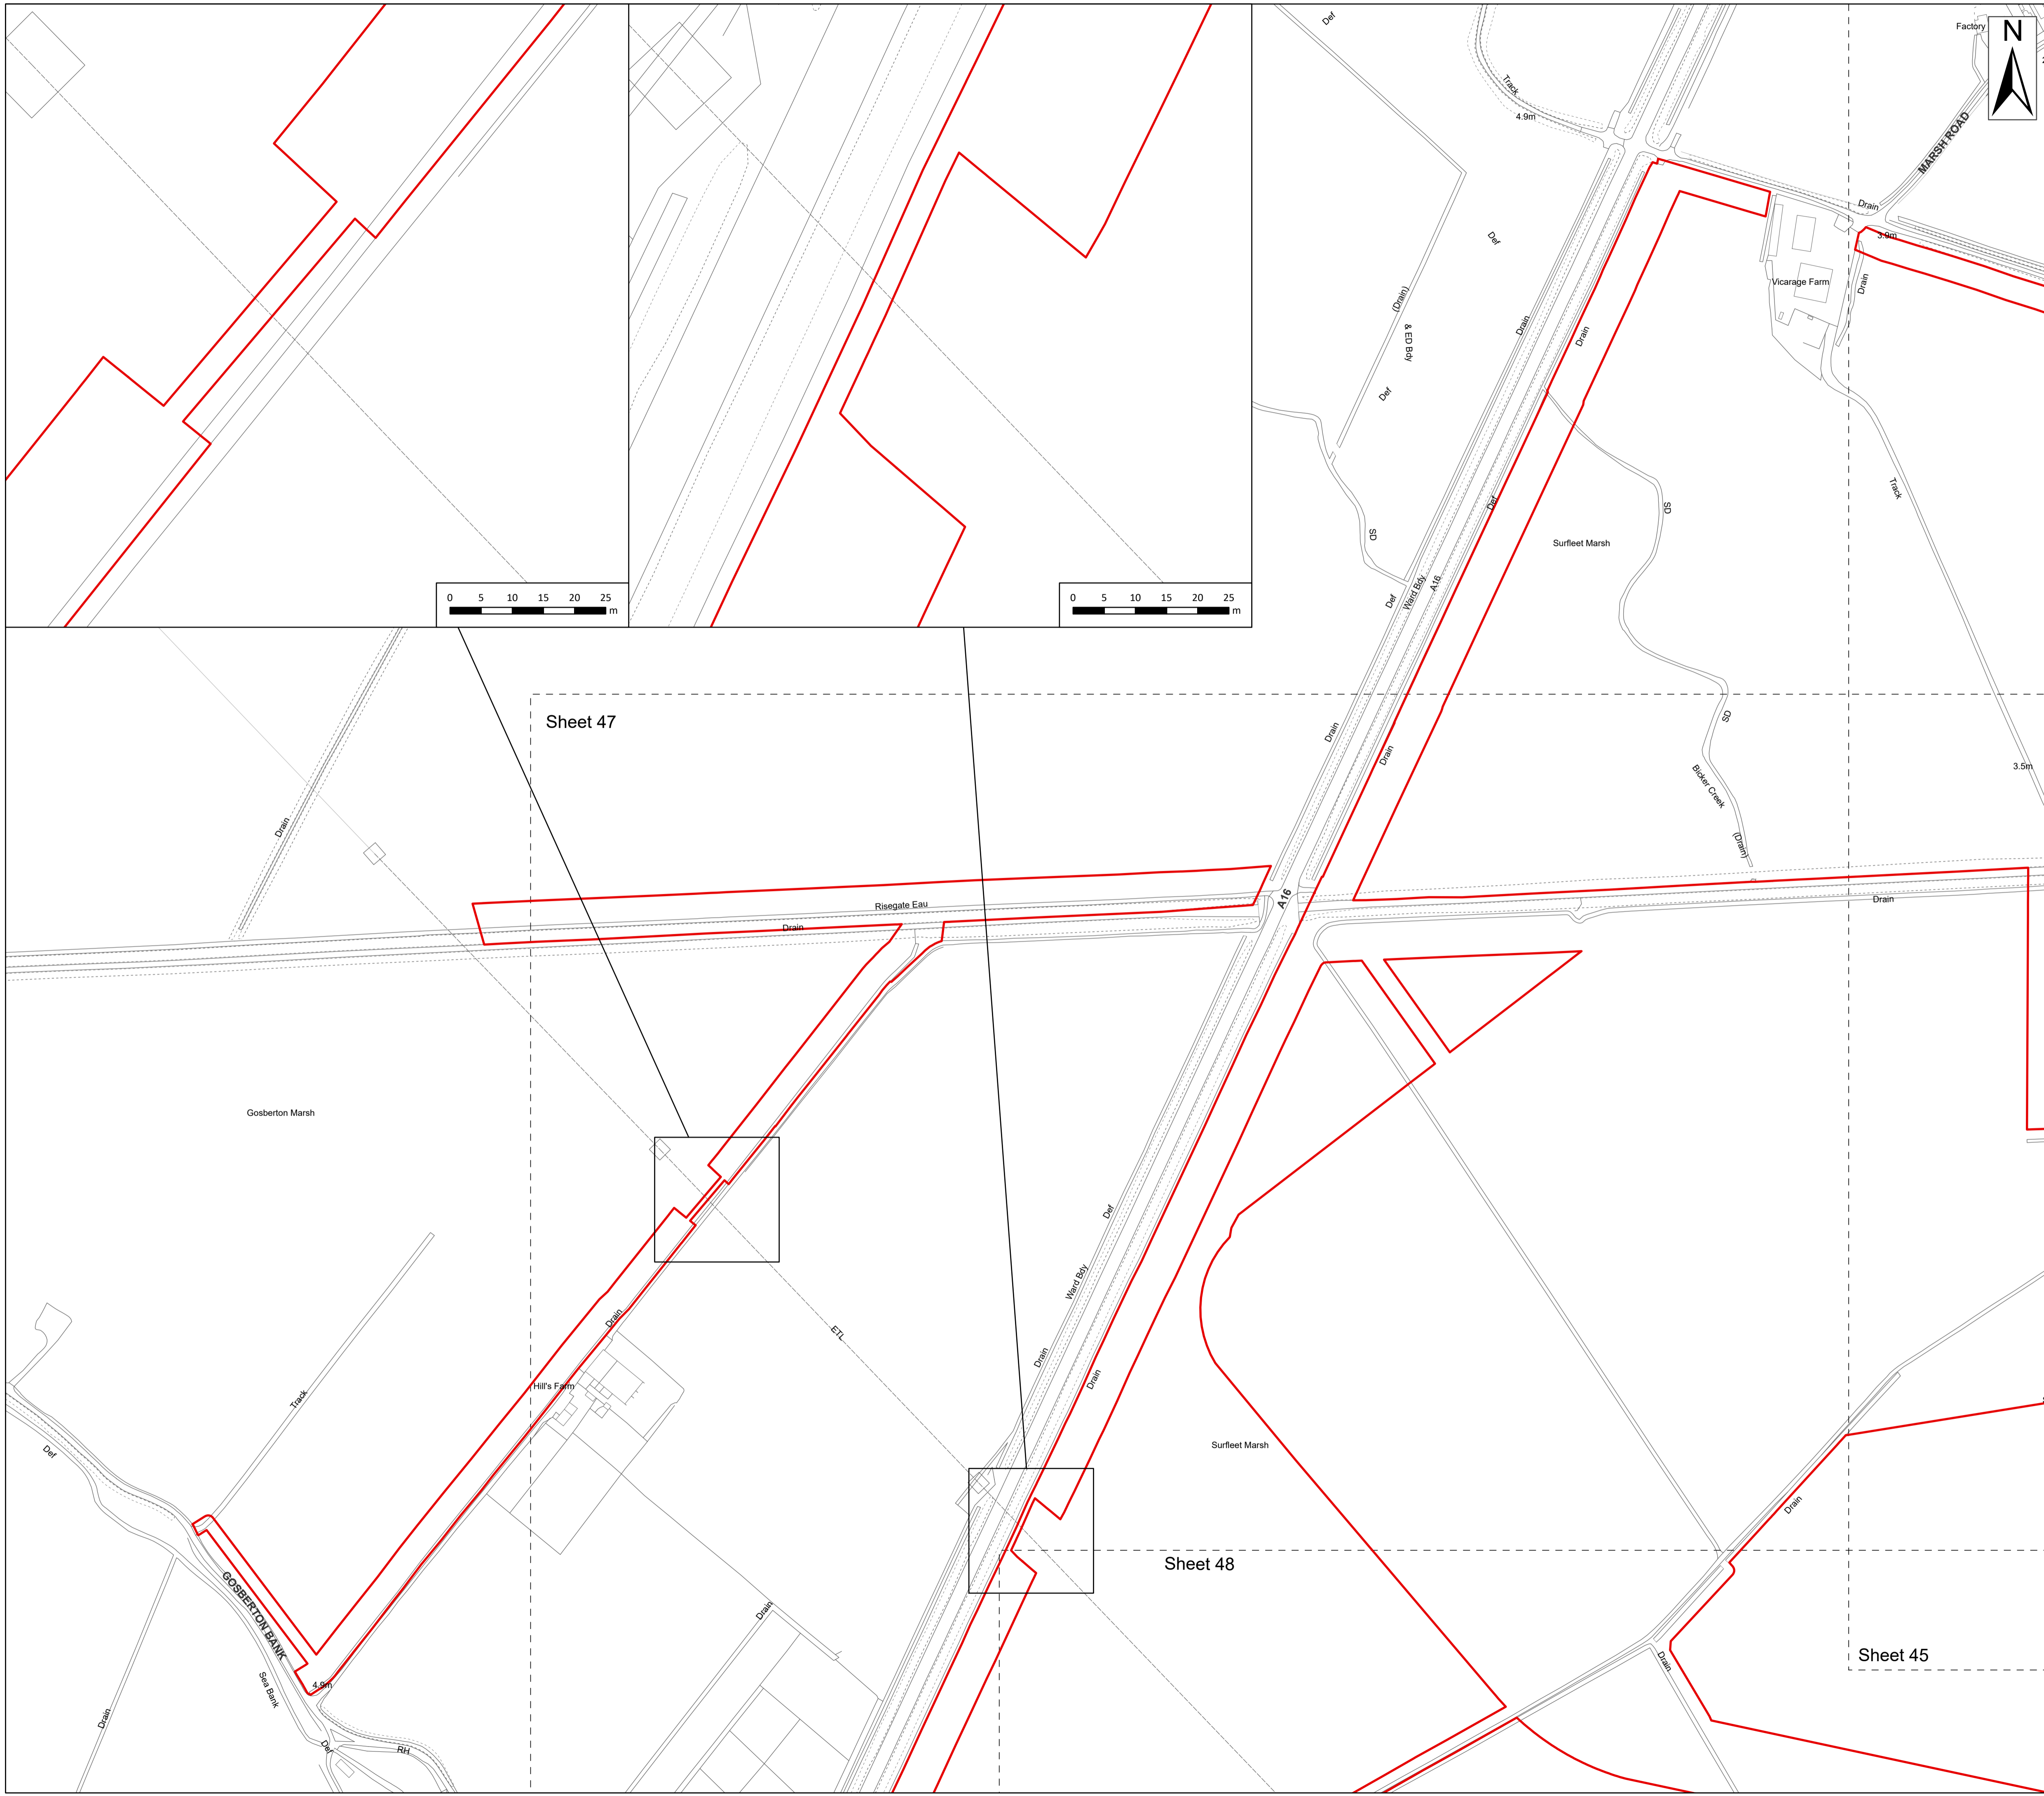 Def
Factory
N
Track
4.9m
MARSH ROAD
Drain
3.9m
Def
Vicarage Farm
Drain
(Drain)
& ED Bdy
Drain
Drain
Def
Track
Def
SD
SD
Surfleet Marsh
Ward Bdy
A16
Def
0 5 10 15 20 25
m
0 5 10 15 20 25
m
Sheet 47
SD
Drain
Drain
3.5m
Bicker Creek
(Drain)
Drain
A16
Risegate Eau
Drain
Drain
Gosberton Marsh
Def
Ward Bdy
Drain
ETL
Drain
Drain
Hill's Farm
Track
Def
Surfleet Marsh
Drain
Sheet 48
GOSBERTON BANK
Drain
Sheet 45
Drain
4.9m
Sea Bank
Drain
Def
RH